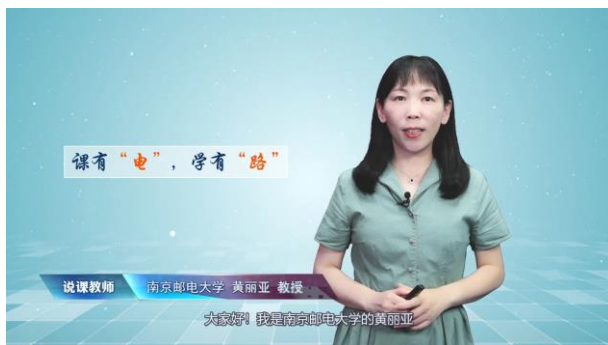 课有“电”，学有“路”
说课教师 南京邮电大学 黄丽亚 教授
大家好！我是南京邮电大学的黄丽亚